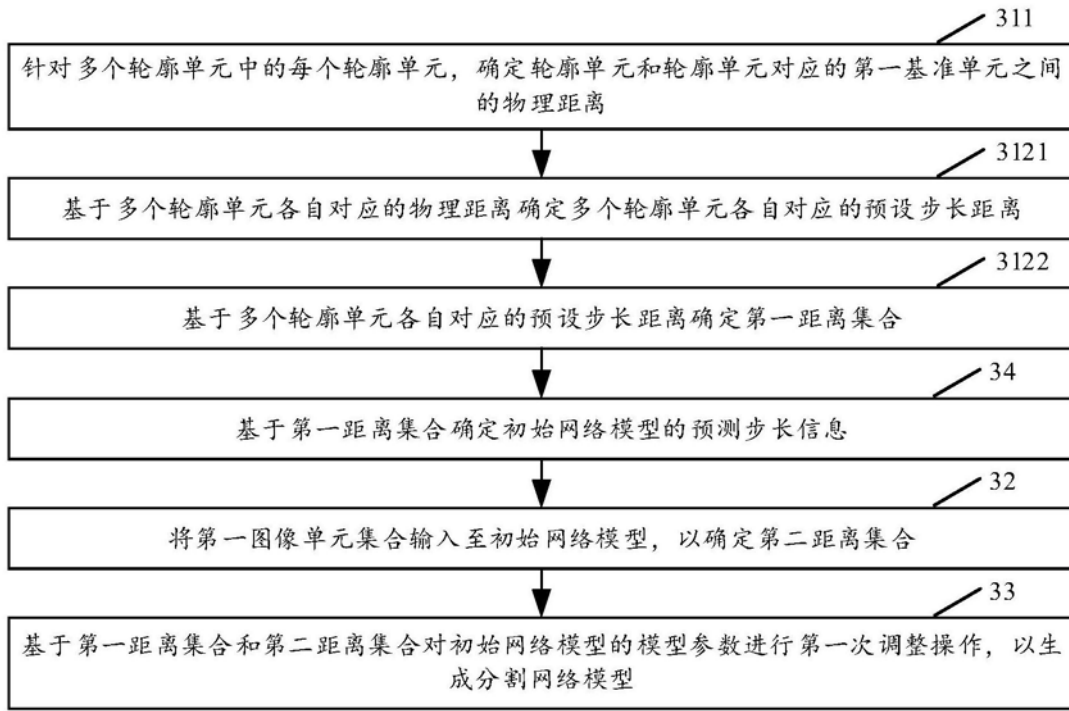 311
针对多个轮廓单元中的每个轮廓单元，确定轮廓单元和轮廓单元对应的第一基准单元之间
的物理距离
3121
基于多个轮廓单元各自对应的物理距离确定多个轮廓单元各自对应的预设步长距离
3122
基于多个轮廓单元各自对应的预设步长距离确定第一距离集合
34
基于第一距离集合确定初始网络模型的预测步长信息
32
将第一图像单元集合输入至初始网络模型，以确定第二距离集合
33
基于第一距离集合和第二距离集合对初始网络模型的模型参数进行第一次调整操作，以生
成分割网络模型